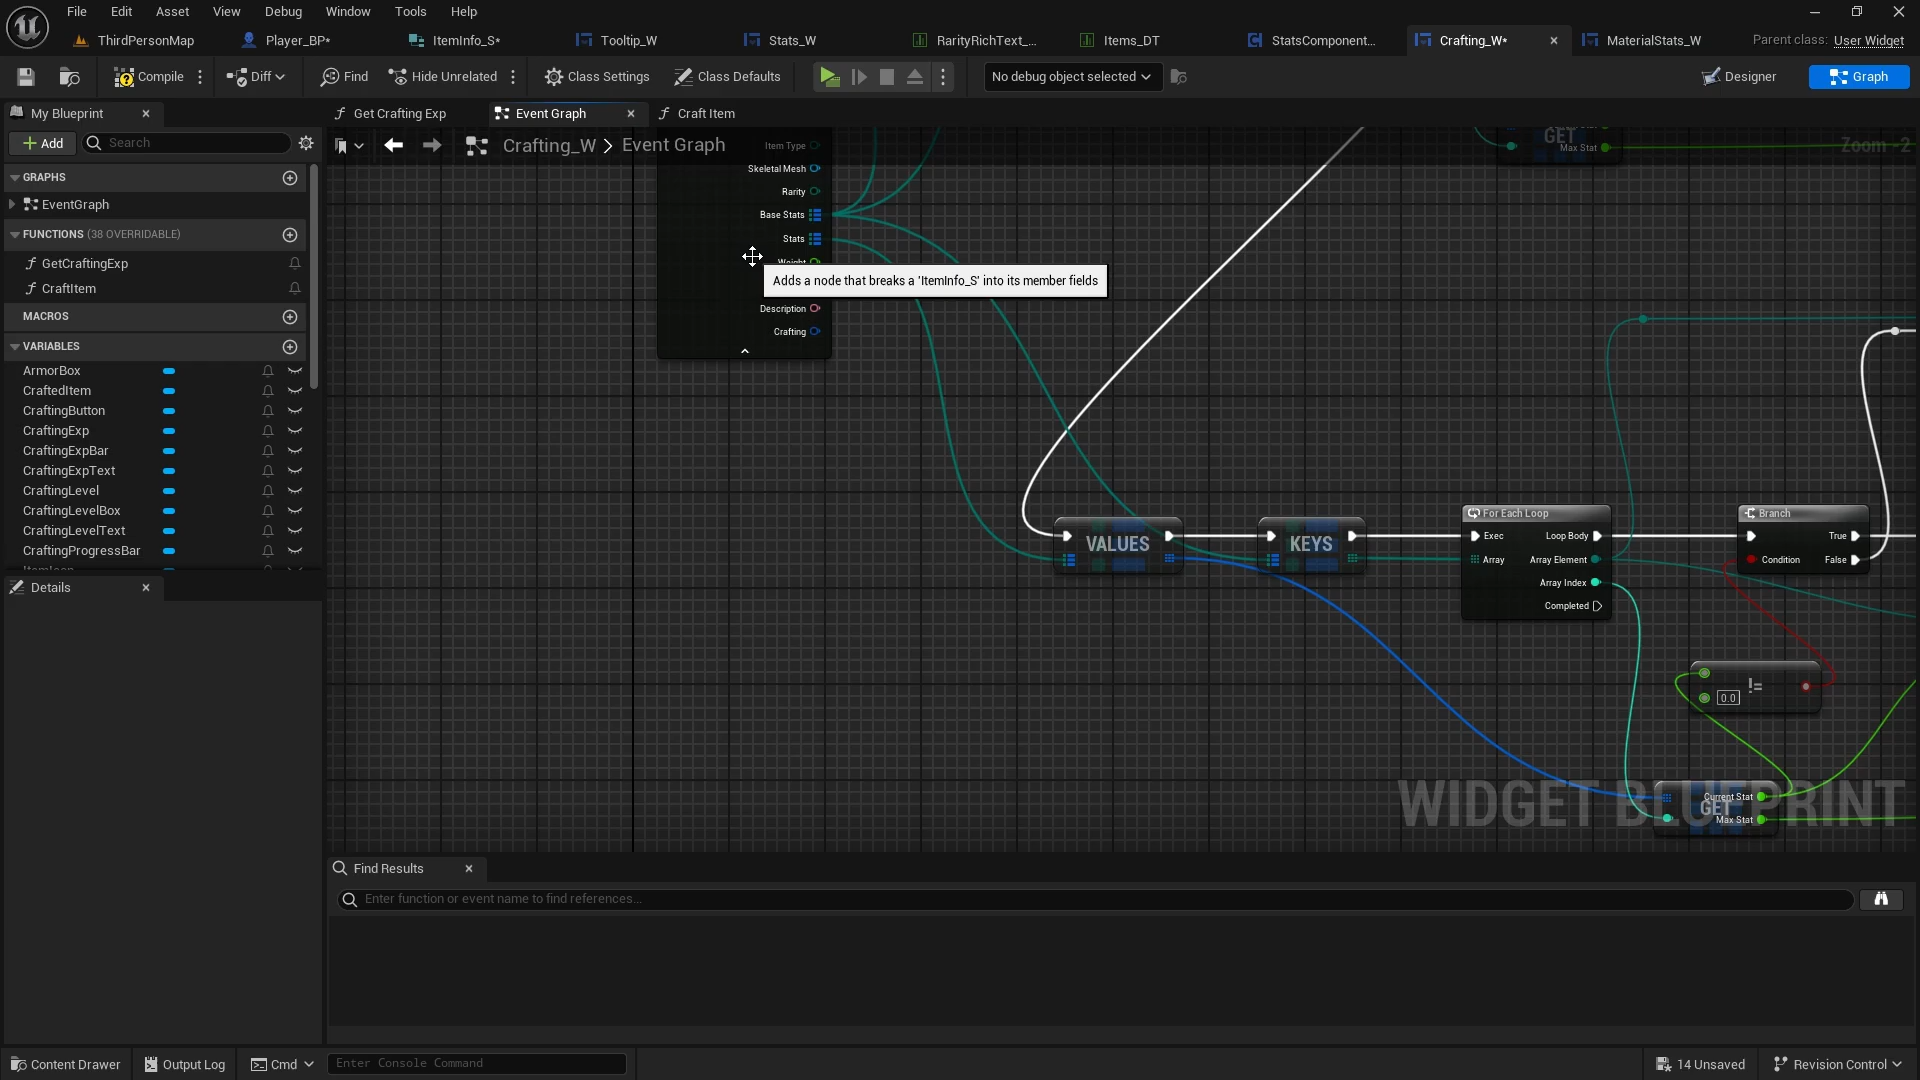 File Edit Asset View Debug Window Tools Help
ThirdPersonMap Player_BP* ItemInfo_S* Tooltip_W Stats_W RarityRichText_... Items_DT StatsComponent... Crafting_W* MaterialStats_W Parent class: User Widget
Compile Diff Find Hide Unrelated Class Settings Class Defaults No debug object selected Designer Graph
My Blueprint Get Crafting Exp Event Graph Craft Item
Add Search Crafting_W > Event Graph Zoom -2
GRAPHS
EventGraph
FUNCTIONS (38 OVERRIDABLE)
GetCraftingExp
CraftItem
MACROS
VARIABLES
ArmorBox
CraftedItem
CraftingButton
CraftingExp
CraftingExpBar
CraftingExpText
CraftingLevel
CraftingLevelBox
CraftingLevelText
CraftingProgressBar
Details
Item Type
Skeletal Mesh
Rarity
Base Stats
Stats
Weight
Adds a node that breaks a 'ItemInfo_S' into its member fields
Description
Crafting
GET
Max Stat
VALUES
KEYS
For Each Loop
Exec Loop Body
Array Array Element
Array Index
Completed
Branch
True
Condition False
0.0 !=
GET
Current Stat
Max Stat
WIDGET BLUEPRINT
Find Results
Enter function or event name to find references...
Content Drawer Output Log Cmd Enter Console Command 14 Unsaved Revision Control